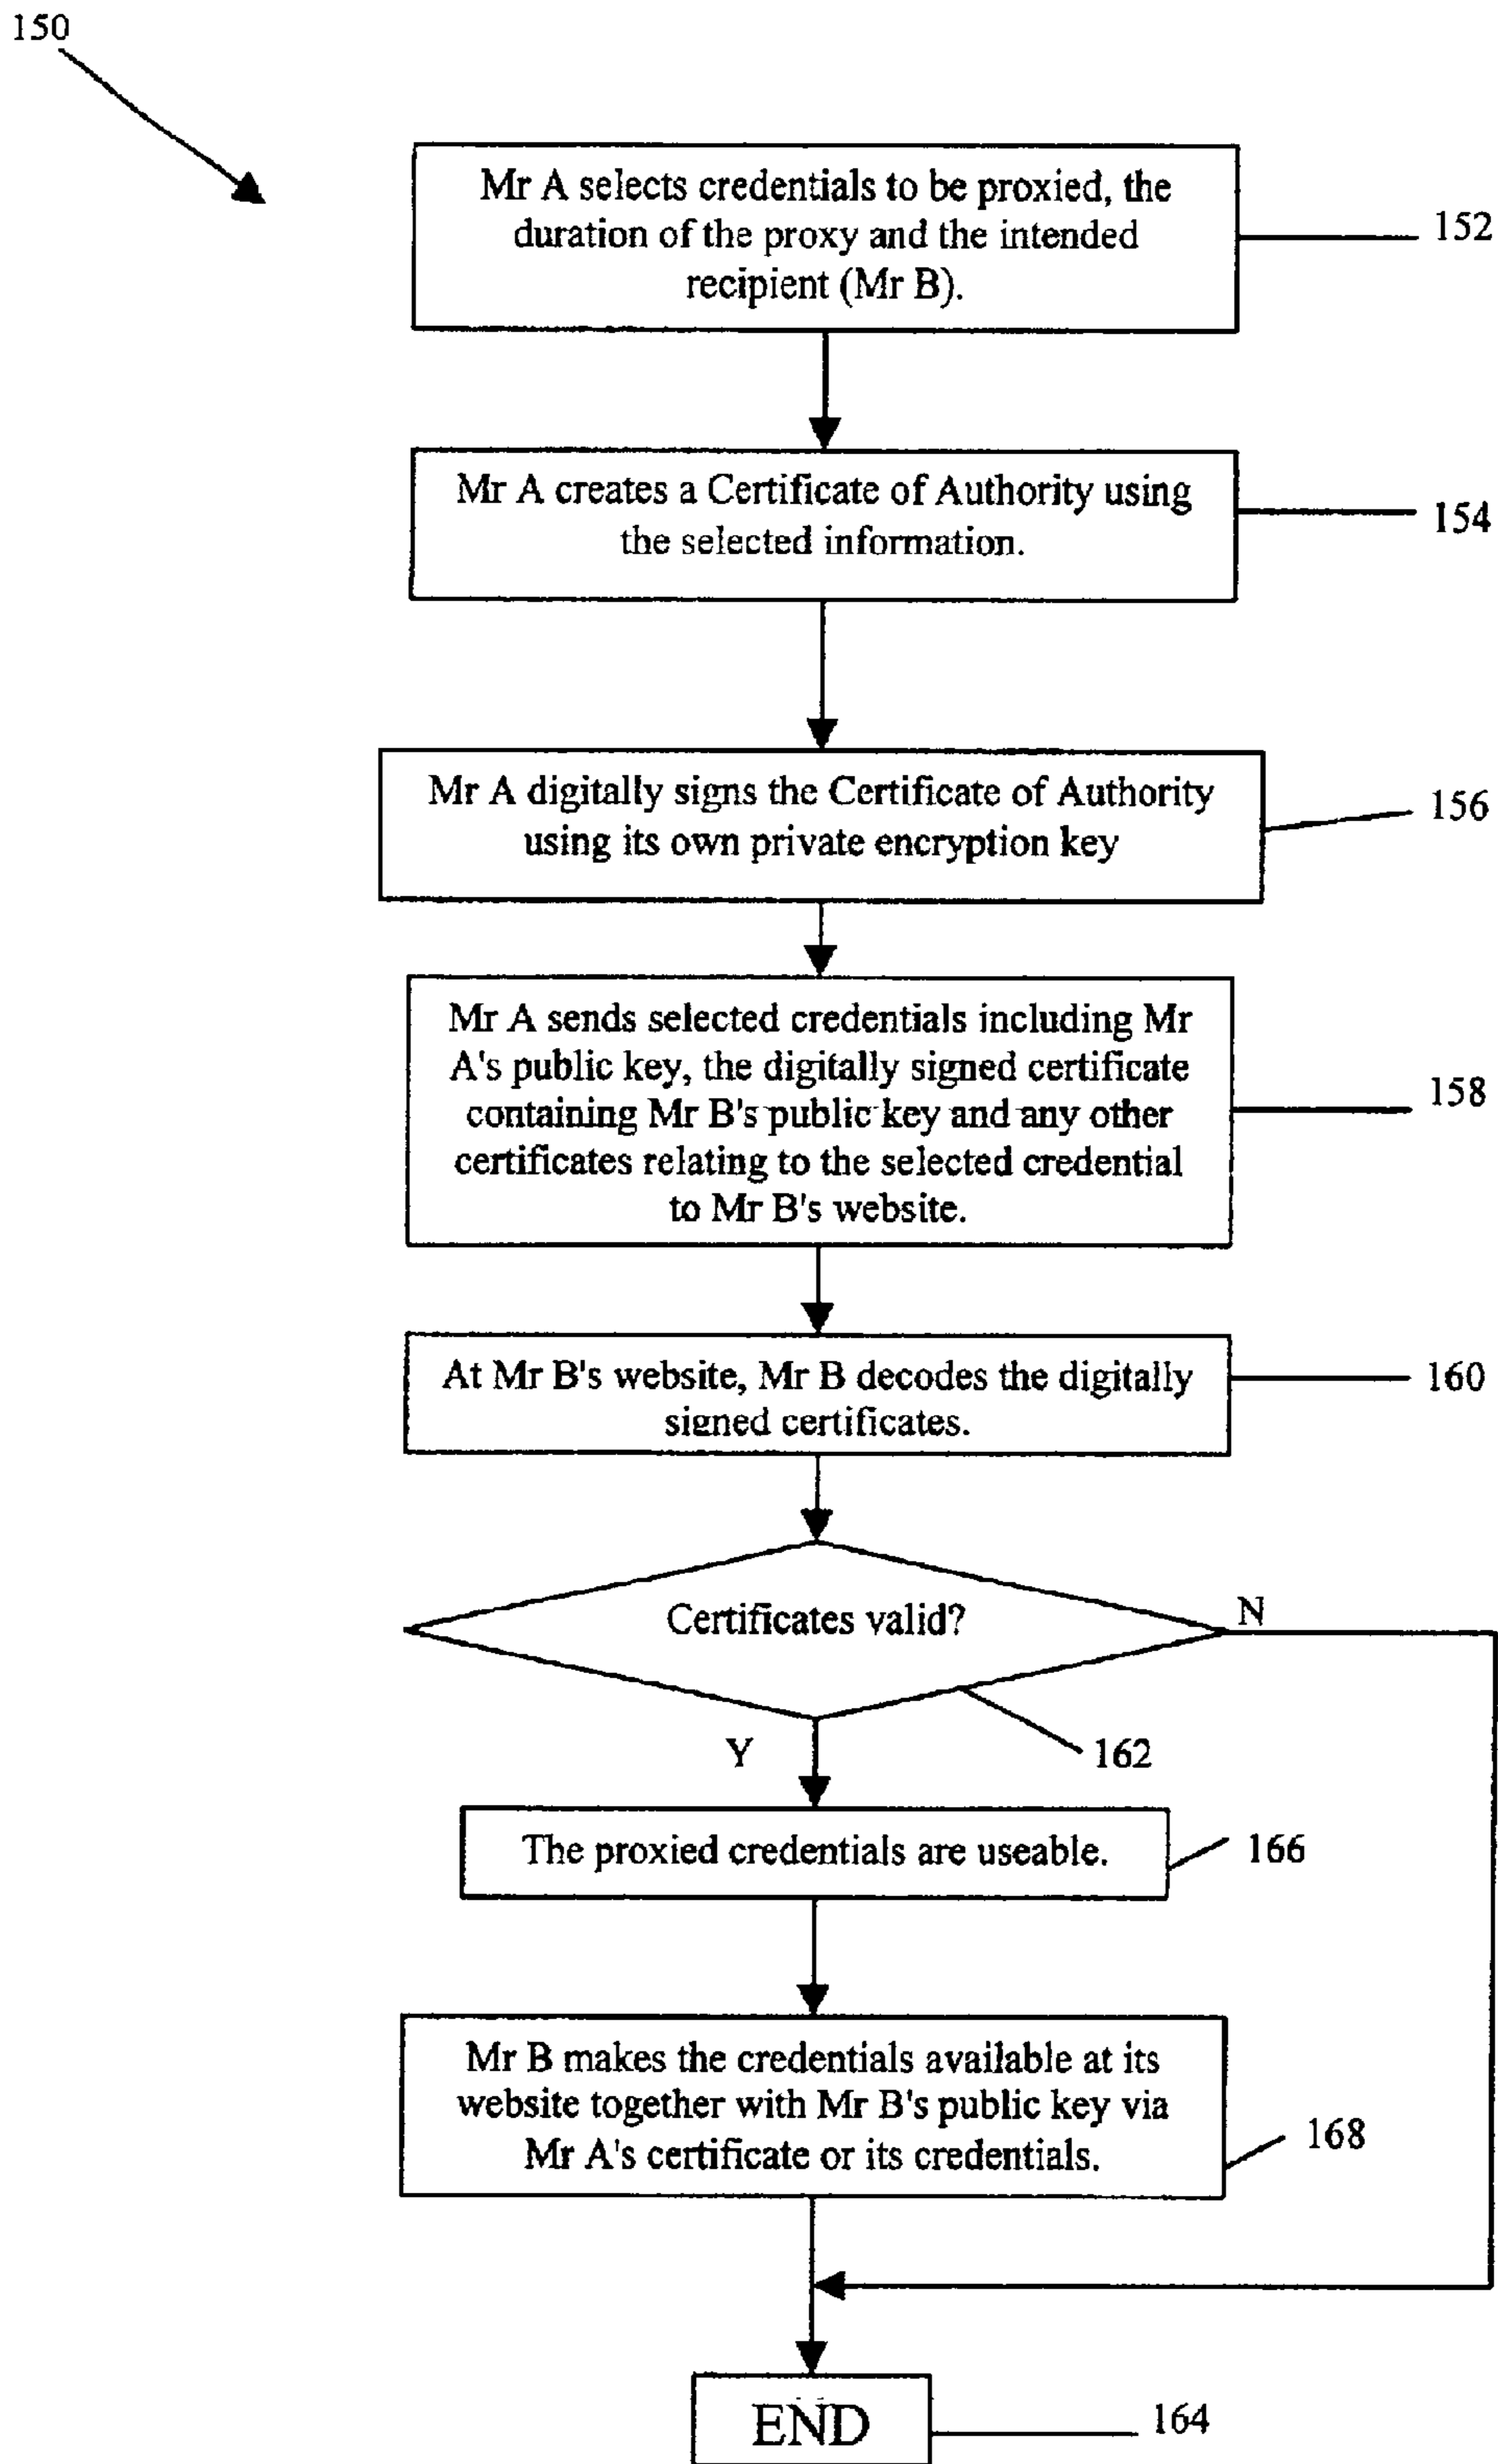 150
Mr A selects credentials to be proxied, the
duration of the proxy and the intended
recipient (Mr B).
152
Mr A creates a Certificate of Authority using
the selected information.
154
Mr A digitally signs the Certificate of Authority
using its own private encryption key
156
Mr A sends selected credentials including Mr
A's public key, the digitally signed certificate
containing Mr B's public key and any other
certificates relating to the selected credential
to Mr B's website.
158
At Mr B's website, Mr B decodes the digitally
signed certificates.
160
Certificates valid?
N
Y
162
The proxied credentials are useable.
166
Mr B makes the credentials available at its
website together with Mr B's public key via
Mr A's certificate or its credentials.
168
END
164